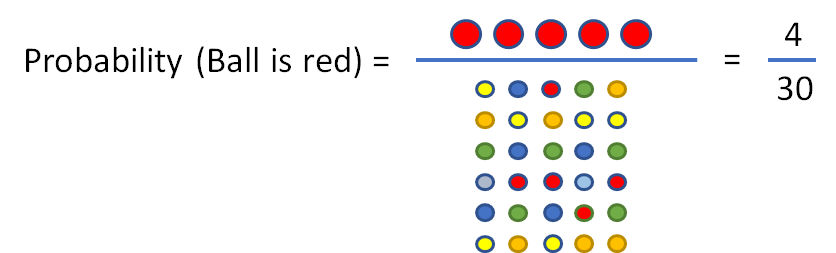 Probability (Ball is red) = = 4
30